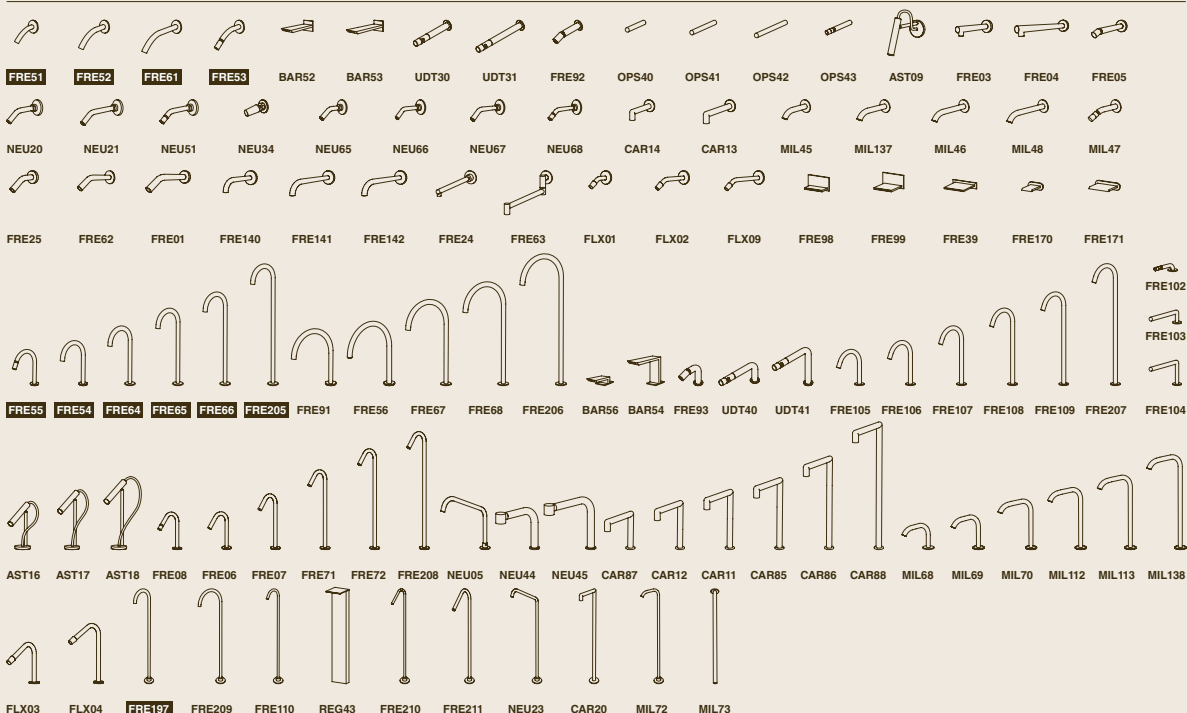 FRE51 FRE52 FRE61 FRE53 BAR52 BAR53 UDT30 UDT31 FRE92 OPS40 OPS41 OPS42 OPS43 AST09 FRE03 FRE04 FRE05
NEU20 NEU21 NEU51 NEU34 NEU65 NEU66 NEU67 NEU68 CAR14 CAR13 MIL45 MIL137 MIL46 MIL48 MIL47
FRE25 FRE62 FRE01 FRE140 FRE141 FRE142 FRE24 FRE63 FLX01 FLX02 FLX09 FRE98 FRE99 FRE39 FRE170 FRE171
FRE102
FRE103
FRE55 FRE54 FRE64 FRE65 FRE66 FRE205 FRE91 FRE56 FRE67 FRE68 FRE206 BAR56 BAR54 FRE93 UDT40 UDT41 FRE105 FRE106 FRE107 FRE108 FRE109 FRE207 FRE104
AST16 AST17 AST18 FRE08 FRE06 FRE07 FRE71 FRE72 FRE208 NEU05 NEU44 NEU45 CAR87 CAR12 CAR11 CAR85 CAR86 CAR88 MIL68 MIL69 MIL70 MIL112 MIL113 MIL138
FLX03 FLX04 FRE197 FRE209 FRE110 REG43 FRE210 FRE211 NEU23 CAR20 MIL72 MIL73